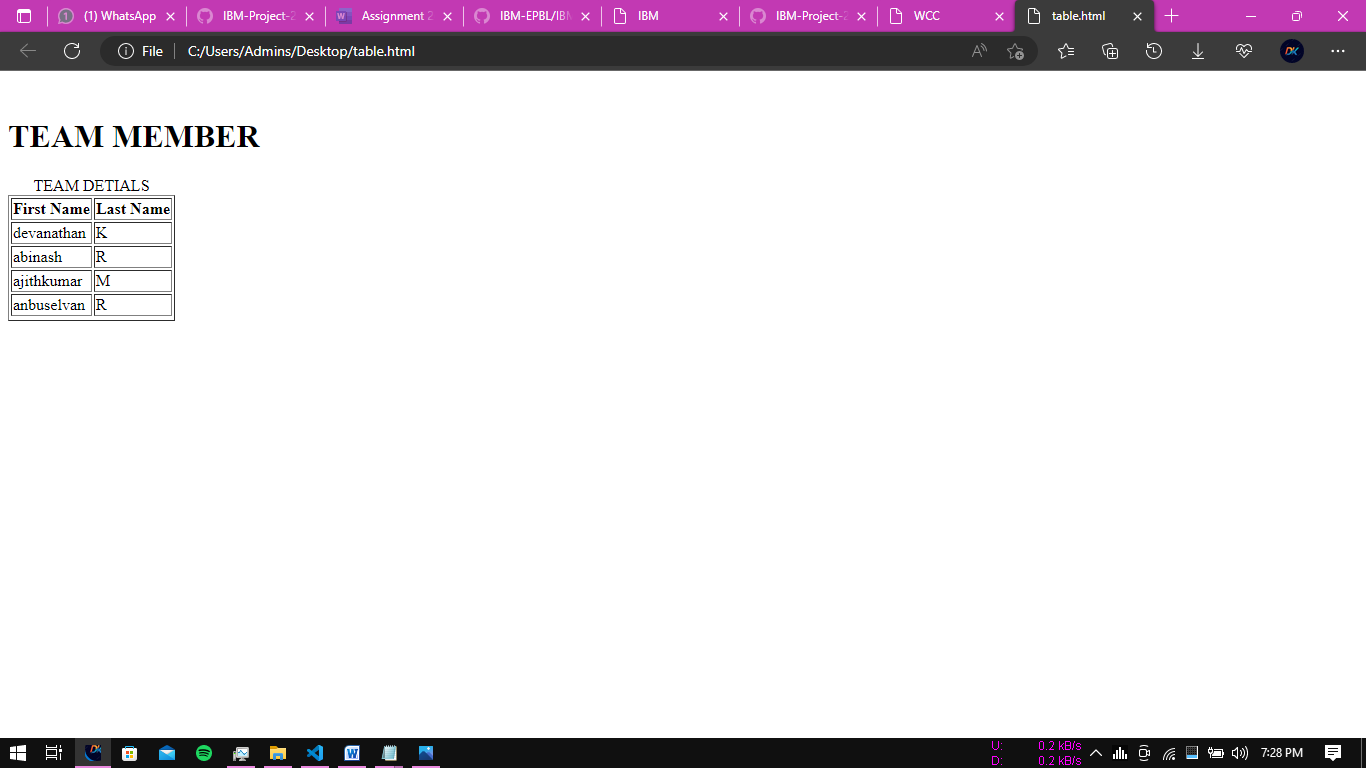 (1) WhatsApp
IBM-Project-2
Assignment 2
IBM-EPBL/IBM
IBM
IBM-Project-2
WCC
table.html
File
C:/Users/Admins/Desktop/table.html
TEAM MEMBER
TEAM DETIALS
First Name Last Name
devanathan K
abinash R
ajithkumar M
anbuselvan R
U: 0.2 kB/s
D: 0.2 kB/s
7:28 PM